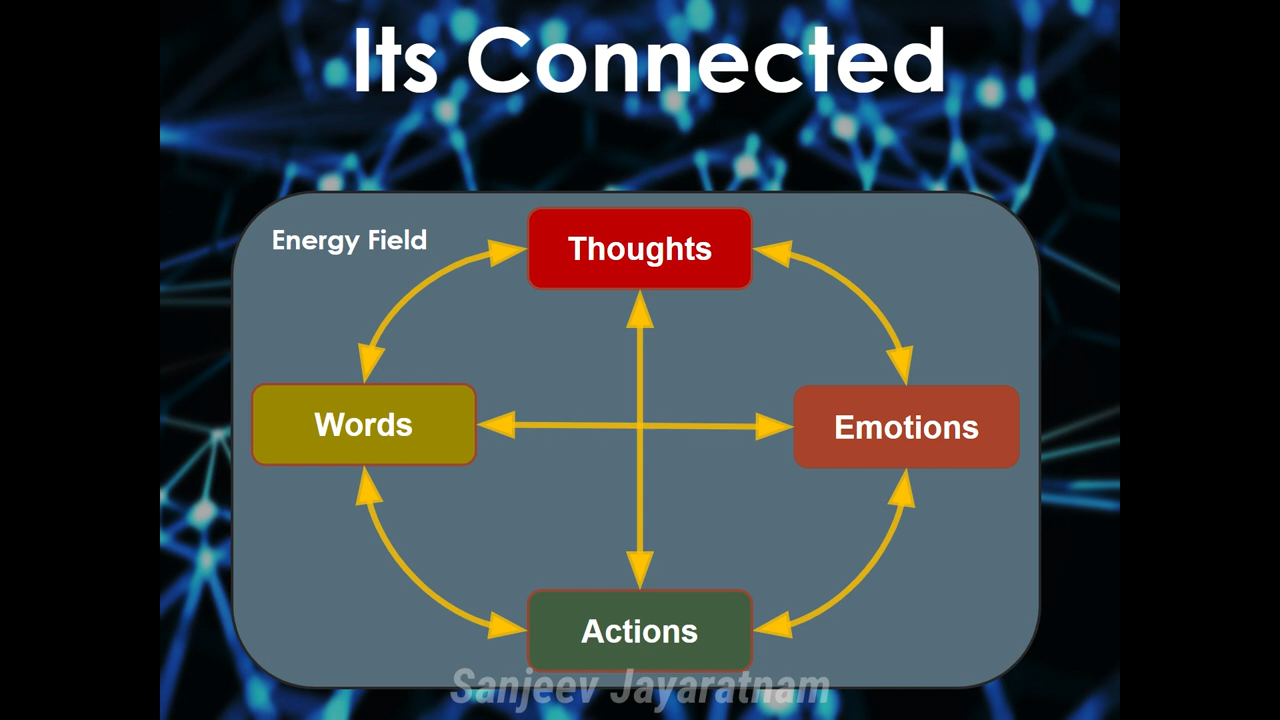 Its Connected
Energy Field
Thoughts
Words
Emotions
Actions
Sanjeev Jayaratnam